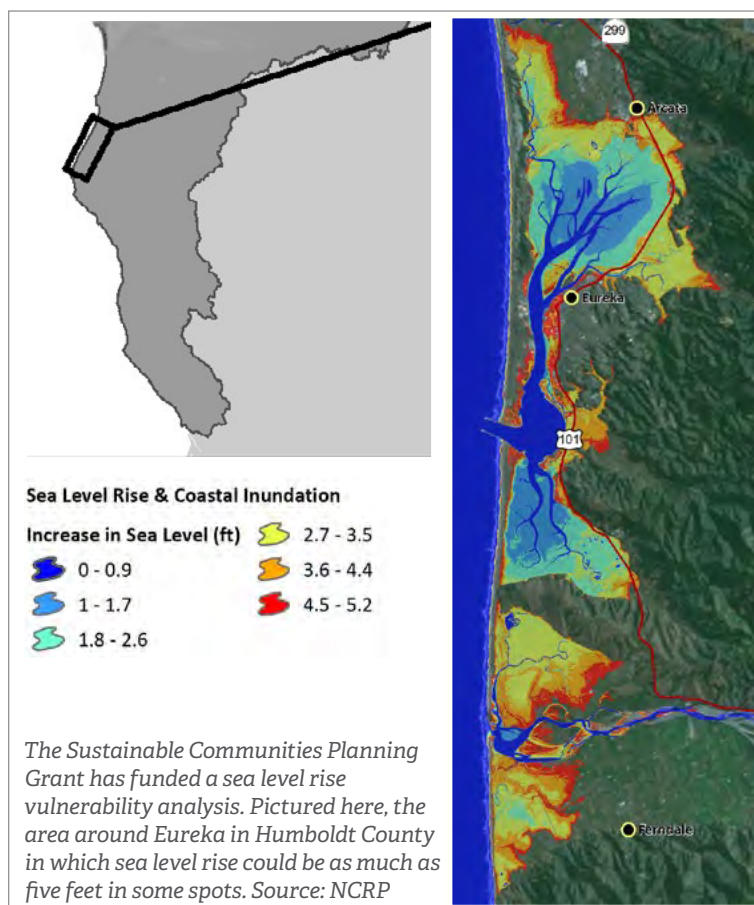 299
Arcata
Eureka
101
Ferndale
Sea Level Rise & Coastal Inundation
Increase in Sea Level (ft)
0 - 0.9
1 - 1.7
1.8 - 2.6
2.7 - 3.5
3.6 - 4.4
4.5 - 5.2
The Sustainable Communities Planning
Grant has funded a sea level rise
vulnerability analysis. Pictured here, the
area around Eureka in Humboldt County
in which sea level rise could be as much as
five feet in some spots. Source: NCRP